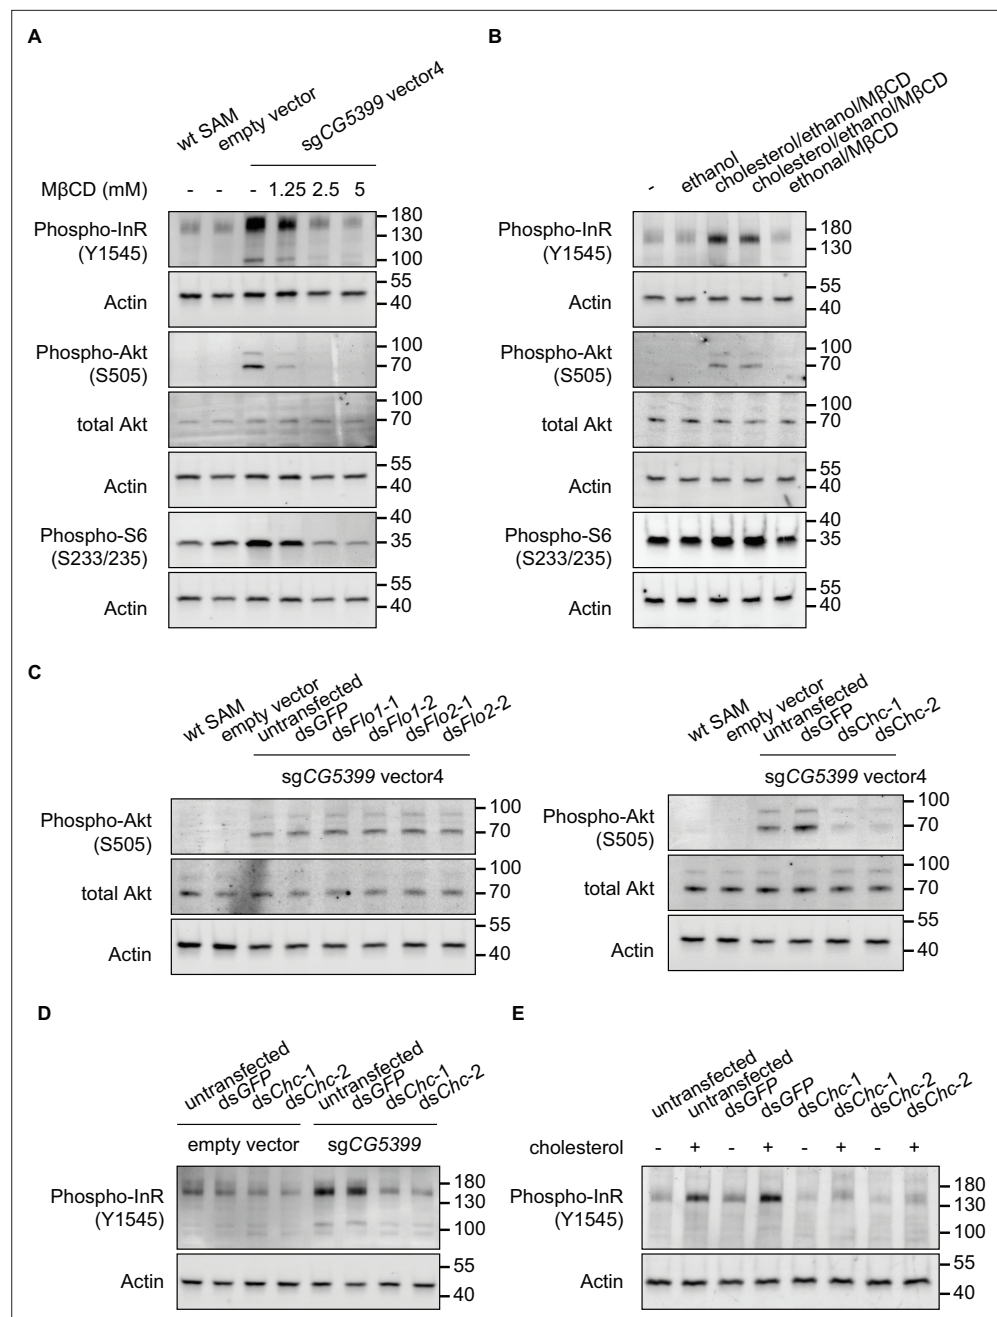 A
wt SAM
empty vector
sgCG5399 vector4
MβCD (mM)
- - - 1.25 2.5 5
Phospho-InR
(Y1545)
180
130
100
Actin
55
40
Phospho-Akt
(S505)
100
70
total Akt
100
70
Actin
55
40
Phospho-S6
(S233/235)
40
35
Actin
55
40
B
-
ethanol
cholesterol/ethanol/MβCD
cholesterol/ethanol/MβCD
ethonal/MβCD
Phospho-InR
(Y1545)
180
130
Actin
55
40
Phospho-Akt
(S505)
100
70
total Akt
100
70
Actin
55
40
Phospho-S6
(S233/235)
40
35
Actin
55
40
C
wt SAM
empty vector
untransfected
dsGFP
dsFlo1-1
dsFlo1-2
dsFlo2-1
dsFlo2-2
sgCG5399 vector4
Phospho-Akt
(S505)
100
70
total Akt
100
70
Actin
55
40
wt SAM
empty vector
untransfected
dsGFP
dsChc-1
dsChc-2
sgCG5399 vector4
Phospho-Akt
(S505)
100
70
total Akt
100
70
Actin
55
40
D
untransfected
dsGFP
dsChc-1
dsChc-2
untransfected
dsGFP
dsChc-1
dsChc-2
empty vector sgCG5399
Phospho-InR
(Y1545)
180
130
100
Actin
55
40
E
untransfected
untransfected
dsGFP
dsGFP
dsChc-1
dsChc-1
dsChc-2
dsChc-2
cholesterol - + - + - + - +
Phospho-InR
(Y1545)
180
130
100
Actin
55
40